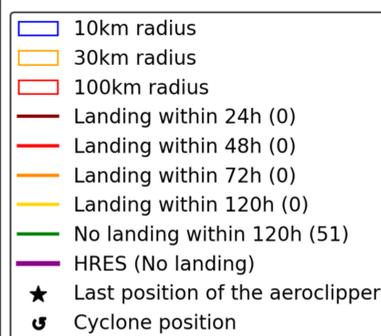 10km radius
30km radius
100km radius
Landing within 24h (0)
Landing within 48h (0)
Landing within 72h (0)
Landing within 120h (0)
No landing within 120h (51)
HRES (No landing)
Last position of the aeroclipper
Cyclone position